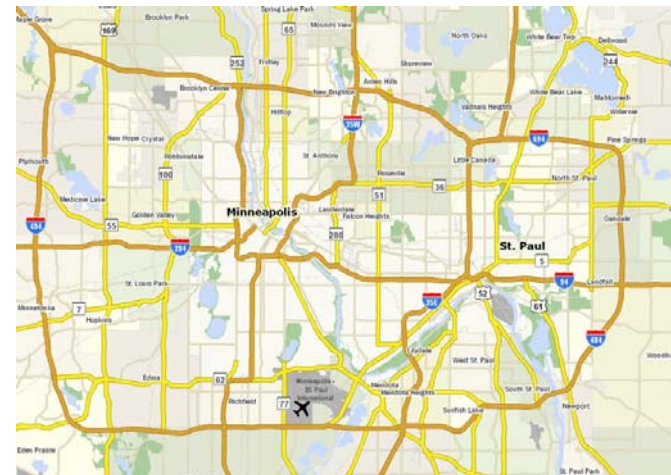 Brooklyn Park
Spring Lake Park
65
Mounds View
North Oaks
White Bear Twp
Dellwood
Maple Grove
169
252
Fridley
Shoreview
244
Arden Hills
Brooklyn Center
New Brighton
White Bear Lake
Mahtomedi
Vadnais Heights
Willernie
Hilltop
35W
New Hope
Crystal
694
Pine Springs
Robbinsdale
St. Anthony
Little Canada
Plymouth
100
Roseville
North St. Paul
36
51
Medicine Lake
Golden Valley
Minneapolis
Lauderdale
Falcon Heights
Oakdale
494
55
280
394
St. Paul
5
St. Louis Park
94
Landfall
35E
52
61
Minnetonka
7
Hopkins
494
Lilydale
West St. Paul
Edina
62
Minneapolis -
St. Paul
International
Mendota
Mendota Heights
South St. Paul
Richfield
77
Sunfish Lake
Newport
Eden Prairie
St. Paul Park